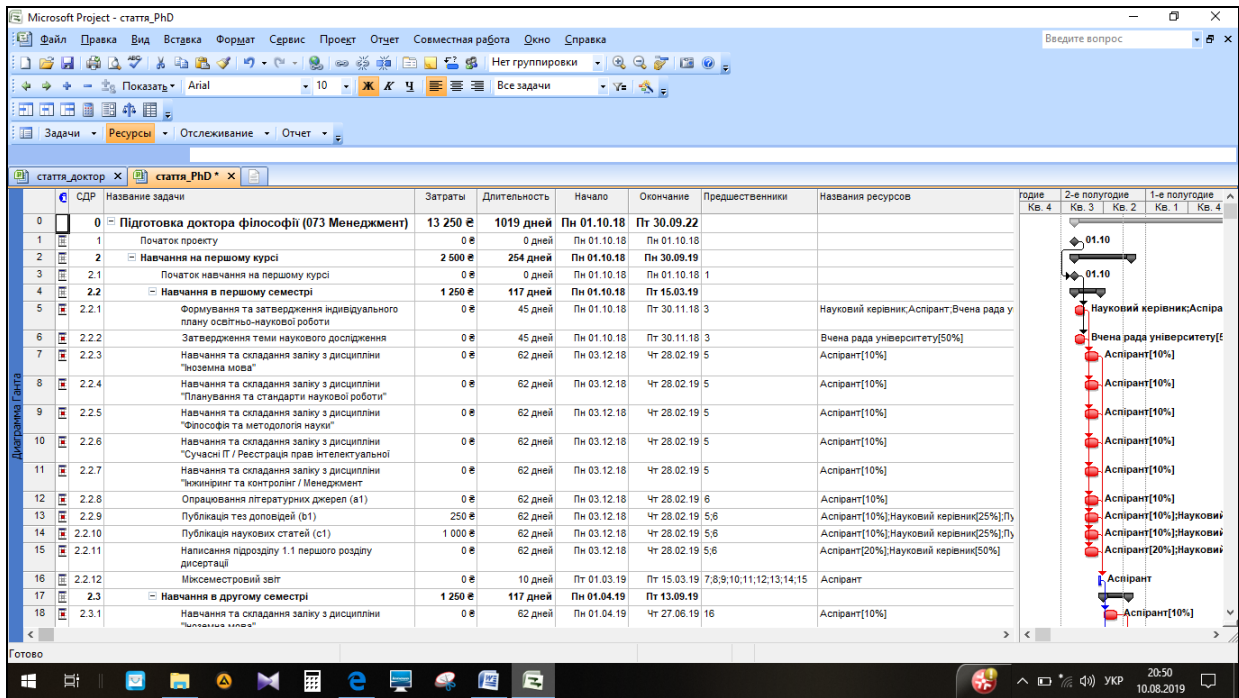 Microsoft Project - стаття_PhD
Файл Правка Вид Вставка Формат Сервис Проект Отчет Совместная работа Окно Справка
Введите вопрос
Нет группировки
Показать Arial 10 Ж К Ч Все задачи
Задачи Ресурсы Отслеживание Отчет
стаття_доктор X стаття_PhD * X
СДР Название задачи Затраты Длительность Начало Окончание Предшественники Названия ресурсов
годие 2-е полугодие 1-е полугодие
Кв. 4 Кв. 3 Кв. 2 Кв. 1 Кв. 4
0 0 Підготовка доктора філософії (073 Менеджмент) 13 250 ₴ 1019 дней Пн 01.10.18 Пт 30.09.22
1 1 Початок проекту 0 ₴ 0 дней Пн 01.10.18 Пн 01.10.18 01.10
2 2 Навчання на першому курсі 2 500 ₴ 254 дней Пн 01.10.18 Пн 30.09.19
3 2.1 Початок навчання на першому курсі 0 ₴ 0 дней Пн 01.10.18 Пн 01.10.18 1 01.10
4 2.2 Навчання в першому семестрі 1 250 ₴ 117 дней Пн 01.10.18 Пт 15.03.19
5 2.2.1 Формування та затвердження індивідуального 45 дней Пн 01.10.18 Пт 30.11.18 3 Науковий керівник;Аспірант;Вчена рада у Науковий керівник;Аспіра
плану освітньо-наукової роботи 0 ₴
6 2.2.2 Затвердження теми наукового дослідження 0 ₴ 45 дней Пн 01.10.18 Пт 30.11.18 3 Вчена рада університету[50%] Вчена рада університету[5
7 2.2.3 Навчання та складання заліку з дисципліни 0 ₴ 62 дней Пн 03.12.18 Чт 28.02.19 5 Аспірант[10%] Аспірант[10%]
"Іноземна мова"
8 2.2.4 Навчання та складання заліку з дисципліни 0 ₴ 62 дней Пн 03.12.18 Чт 28.02.19 5 Аспірант[10%] Аспірант[10%]
"Планування та стандарти наукової роботи"
9 2.2.5 Навчання та складання заліку з дисципліни 0 ₴ 62 дней Пн 03.12.18 Чт 28.02.19 5 Аспірант[10%] Аспірант[10%]
"Філософія та методологія науки"
10 2.2.6 Навчання та складання заліку з дисципліни 0 ₴ 62 дней Пн 03.12.18 Чт 28.02.19 5 Аспірант[10%] Аспірант[10%]
"Сучасні ІТ / Реєстрація прав інтелектуальної
11 2.2.7 Навчання та складання заліку з дисципліни 0 ₴ 62 дней Пн 03.12.18 Чт 28.02.19 5 Аспірант[10%] Аспірант[10%]
"Інжиніринг та контролінг / Менеджмент
12 2.2.8 Опрацювання літературних джерел (a1) 0 ₴ 62 дней Пн 03.12.18 Чт 28.02.19 6 Аспірант[10%] Аспірант[10%]
13 2.2.9 Публікація тез доповідей (b1) 250 ₴ 62 дней Пн 03.12.18 Чт 28.02.19 5;6 Аспірант[10%];Науковий керівник[25%];Пу Аспірант[10%];Науковий
14 2.2.10 Публікація наукових статей (c1) 1 000 ₴ 62 дней Пн 03.12.18 Чт 28.02.19 5;6 Аспірант[10%];Науковий керівник[25%];Пу Аспірант[10%];Науковий
15 2.2.11 Написання підрозділу 1.1 першого розділу 0 ₴ 62 дней Пн 03.12.18 Чт 28.02.19 5;6 Аспірант[20%];Науковий керівник[50%] Аспірант[20%];Науковий
дисертації
16 2.2.12 Міжсеместровий звіт 0 ₴ 10 дней Пт 01.03.19 Пт 15.03.19 7;8;9;10;11;12;13;14;15 Аспірант Аспірант
17 2.3 Навчання в другому семестрі 1 250 ₴ 117 дней Пн 01.04.19 Пт 13.09.19
18 2.3.1 Навчання та складання заліку з дисципліни 0 ₴ 62 дней Пн 01.04.19 Чт 27.06.19 16 Аспірант[10%] Аспірант[10%]
"Іноземна мова"
Диаграмма Ганта
Готово
УКР 20:50
10.08.2019